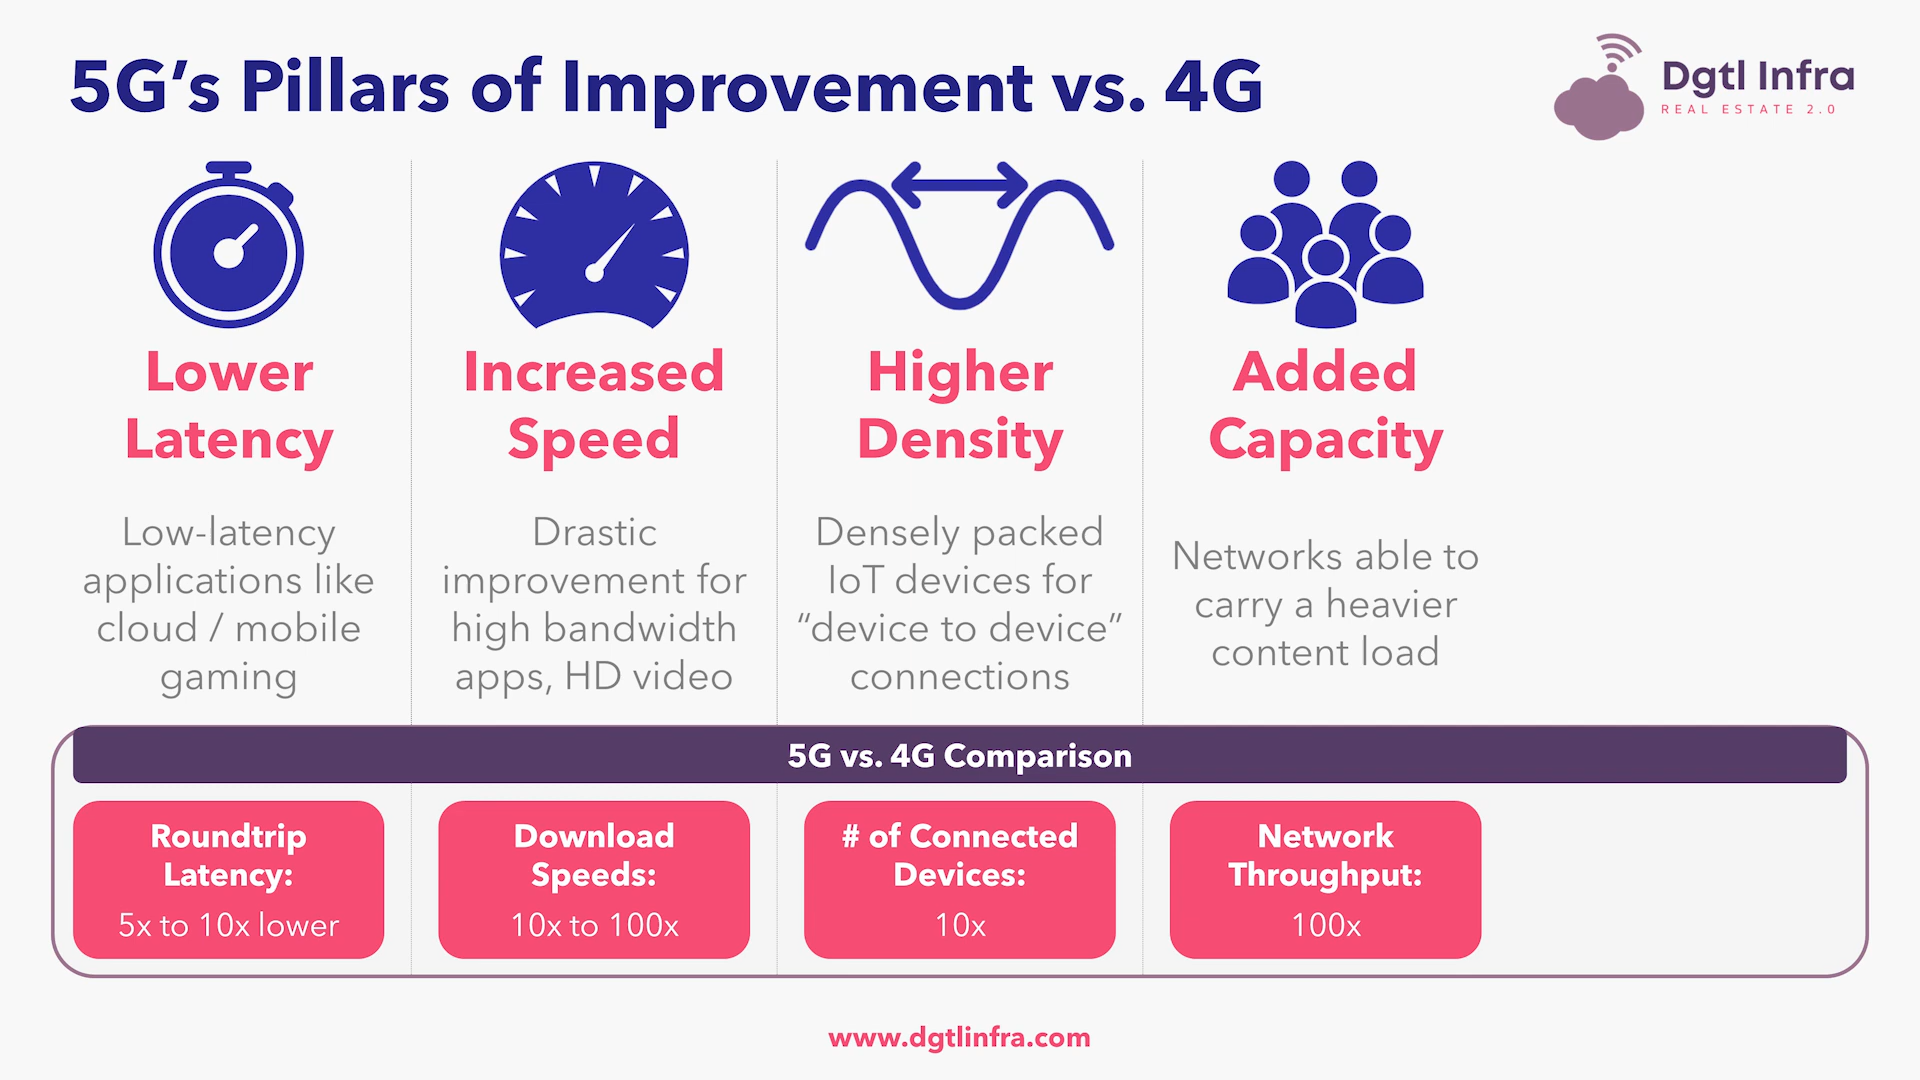 5G’s Pillars of Improvement vs. 4G
Dgtl Infra
REAL ESTATE 2.0
Lower
Latency
Low-latency
applications like
cloud / mobile
gaming
Increased
Speed
Drastic
improvement for
high bandwidth
apps, HD video
Higher
Density
Densely packed
IoT devices for
“device to device”
connections
Added
Capacity
Networks able to
carry a heavier
content load
5G vs. 4G Comparison
Roundtrip
Latency:
5x to 10x lower
Download
Speeds:
10x to 100x
# of Connected
Devices:
10x
Network
Throughput:
100x
www.dgtlinfra.com